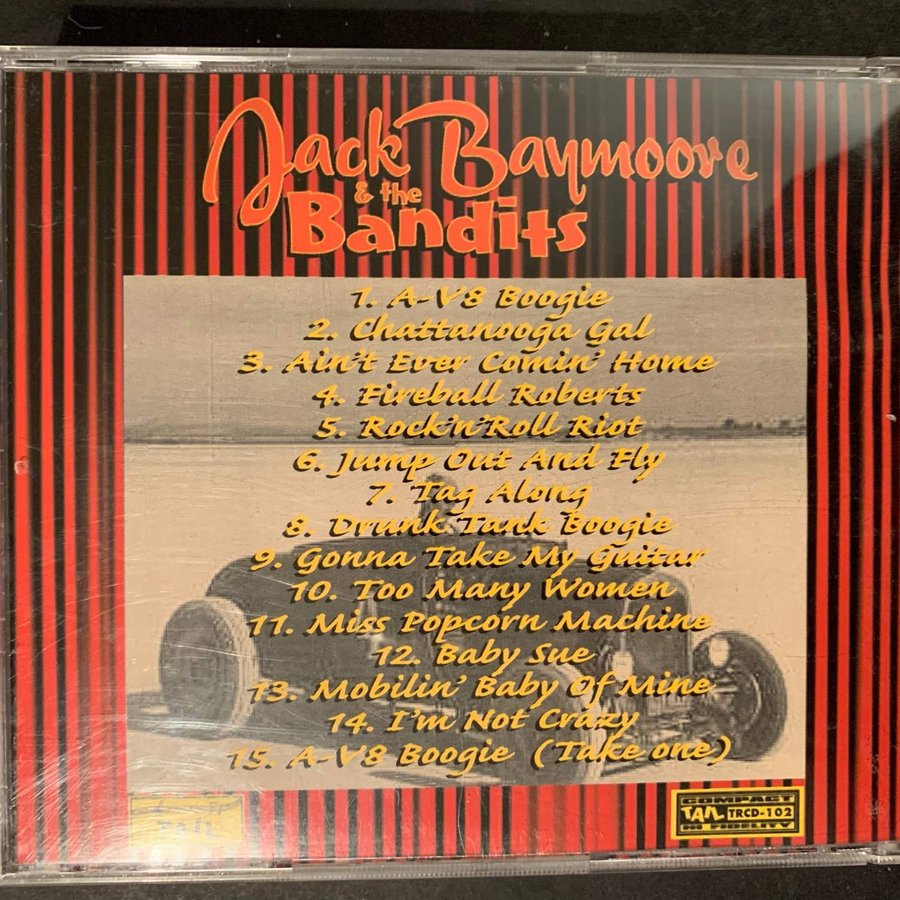 Jack Baymoore
& the
Bandits
1. A-V8 Boogie
2. Chattanooga Gal
3. Ain't Ever Comin' Home
4. Fireball Roberts
5. Rock'n'Roll Riot
6. Jump Out And Fly
7. Tag Along
8. Drunk Tank Boogie
9. Gonna Take My Guitar
10. Too Many Women
11. Miss Popcorn Machine
12. Baby Sue
13. Mobilin' Baby Of Mine
14. I'm Not Crazy
15. A-V8 Boogie (Take one)
COMPACT
TAIL TRCD-102
IN FIDELITY